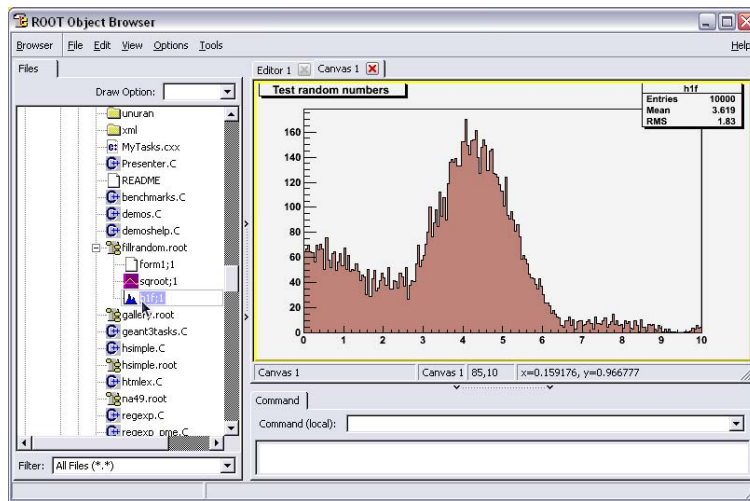 ROOT Object Browser
Browser File Edit View Options Tools Help
Files
Draw Option:
unuran
xml
MyTasks.cxx
Presenter.C
README
benchmarks.C
demos.C
demoshelp.C
fillrandom.root
form1;1
sqroot;1
h1f;1
gallery.root
geant3tasks.C
hsimple.C
hsimple.root
htmlex.C
na49.root
regexp.C
regexp_pme.C
Filter: All Files (*.*)
Editor 1 Canvas 1
Test random numbers
h1f
Entries 10000
Mean 3.619
RMS 1.83
160
140
120
100
80
60
40
20
0
0 1 2 3 4 5 6 7 8 9 10
Canvas 1 Canvas 1 85,10 x=0.159176, y=0.966777
Command
Command (local):